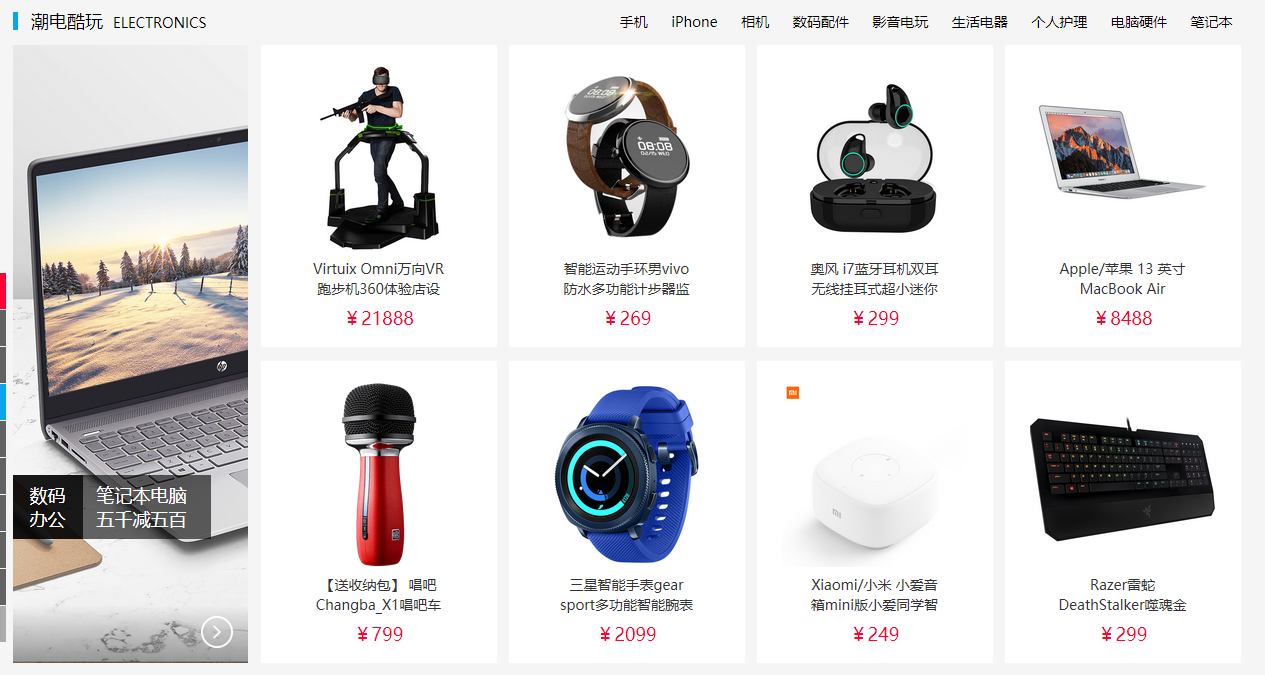 潮电酷玩 ELECTRONICS
手机 iPhone 相机 数码配件 影音电玩 生活电器 个人护理 电脑硬件 笔记本
数码
办公
笔记本电脑
五千减五百
hp
Virtuix Omni万向VR
跑步机360体验店设
¥ 21888
08:08
08:08
02/15 WED
智能运动手环男vivo
防水多功能计步器监
¥ 269
奥风 i7蓝牙耳机双耳
无线挂耳式超小迷你
¥ 299
Apple/苹果 13 英寸
MacBook Air
¥ 8488
【送收纳包】 唱吧
Changba_X1唱吧车
¥ 799
三星智能手表gear
sport多功能智能腕表
¥ 2099
MI
MI
Xiaomi/小米 小爱音
箱mini版小爱同学智
¥ 249
Razer雷蛇
DeathStalker噬魂金
¥ 299